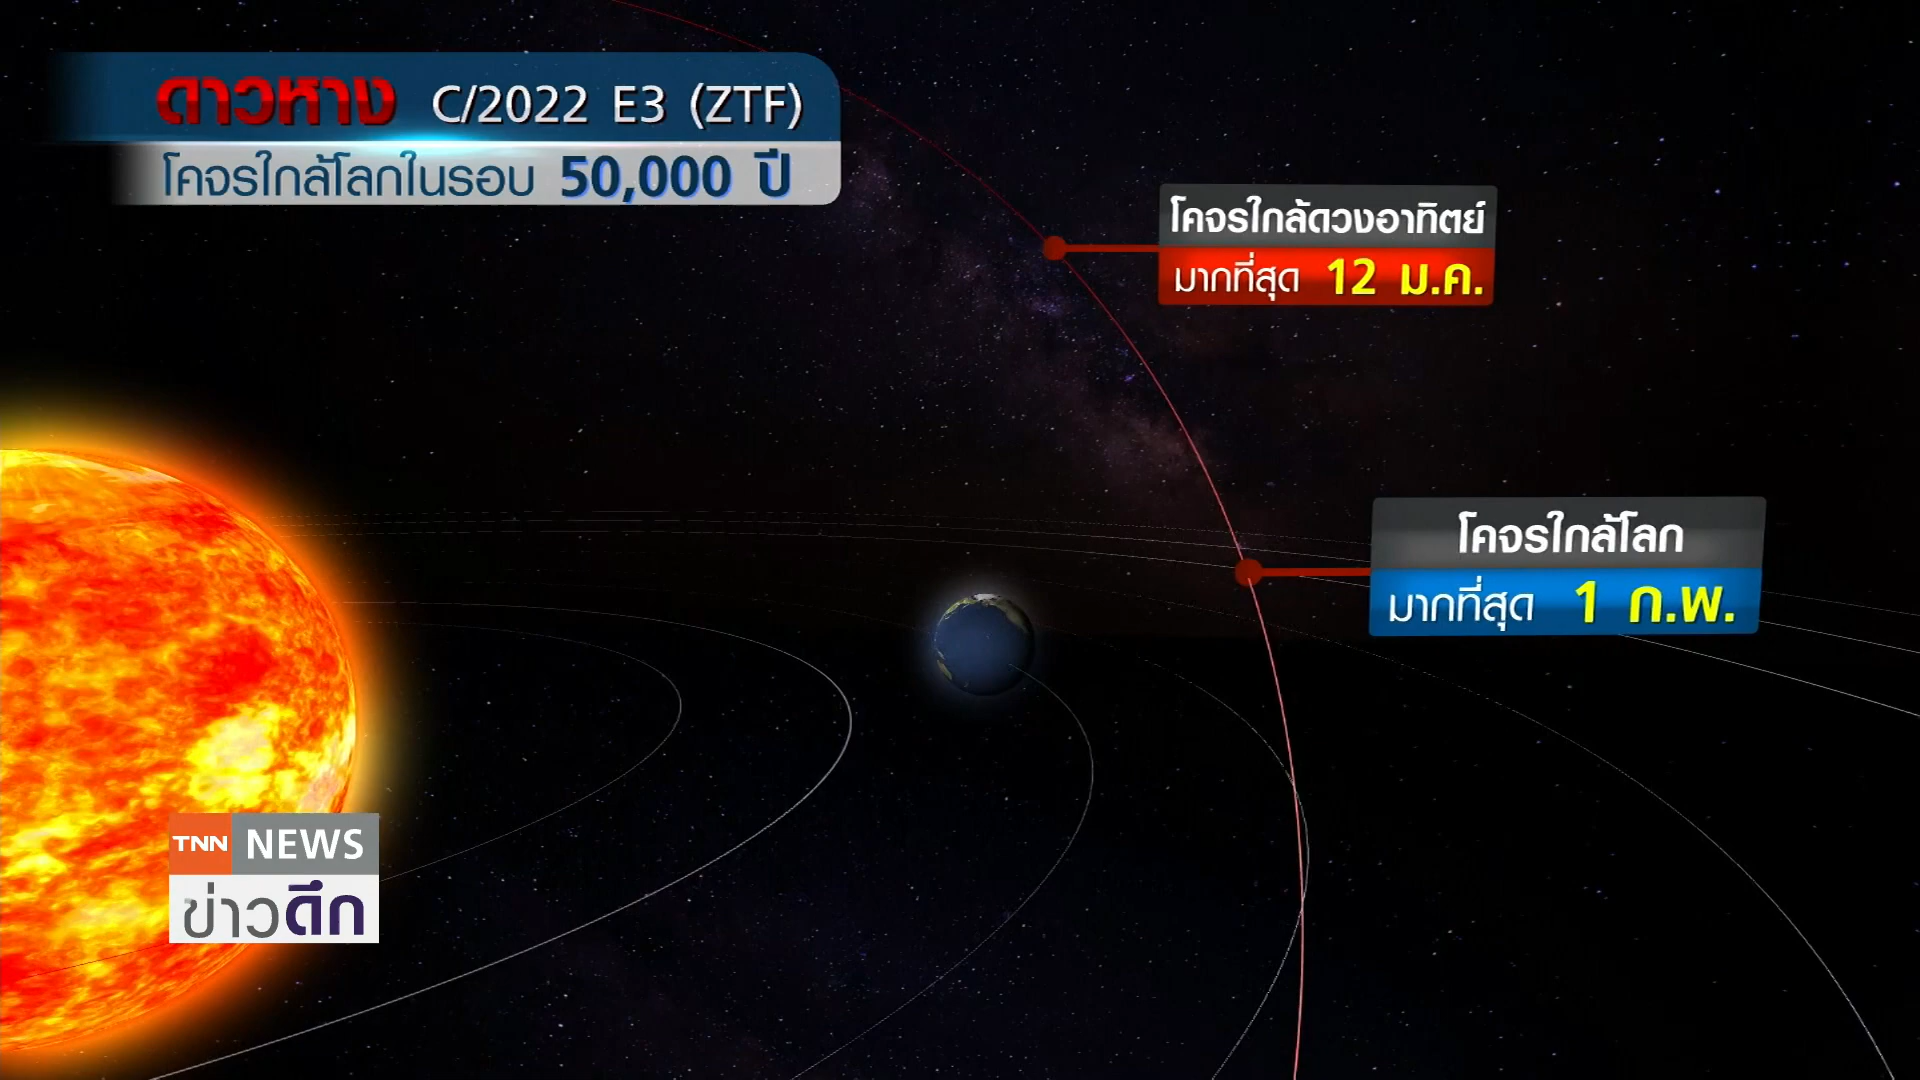 ดาวหาง C/2022 E3 (ZTF)
โคจรใกล้โลกในรอบ 50,000 ปี
โคจรใกล้ดวงอาทิตย์
มากที่สุด 12 ม.ค.
โคจรใกล้โลก
มากที่สุด 1 ก.พ.
TNN NEWS
ข่าวดึก